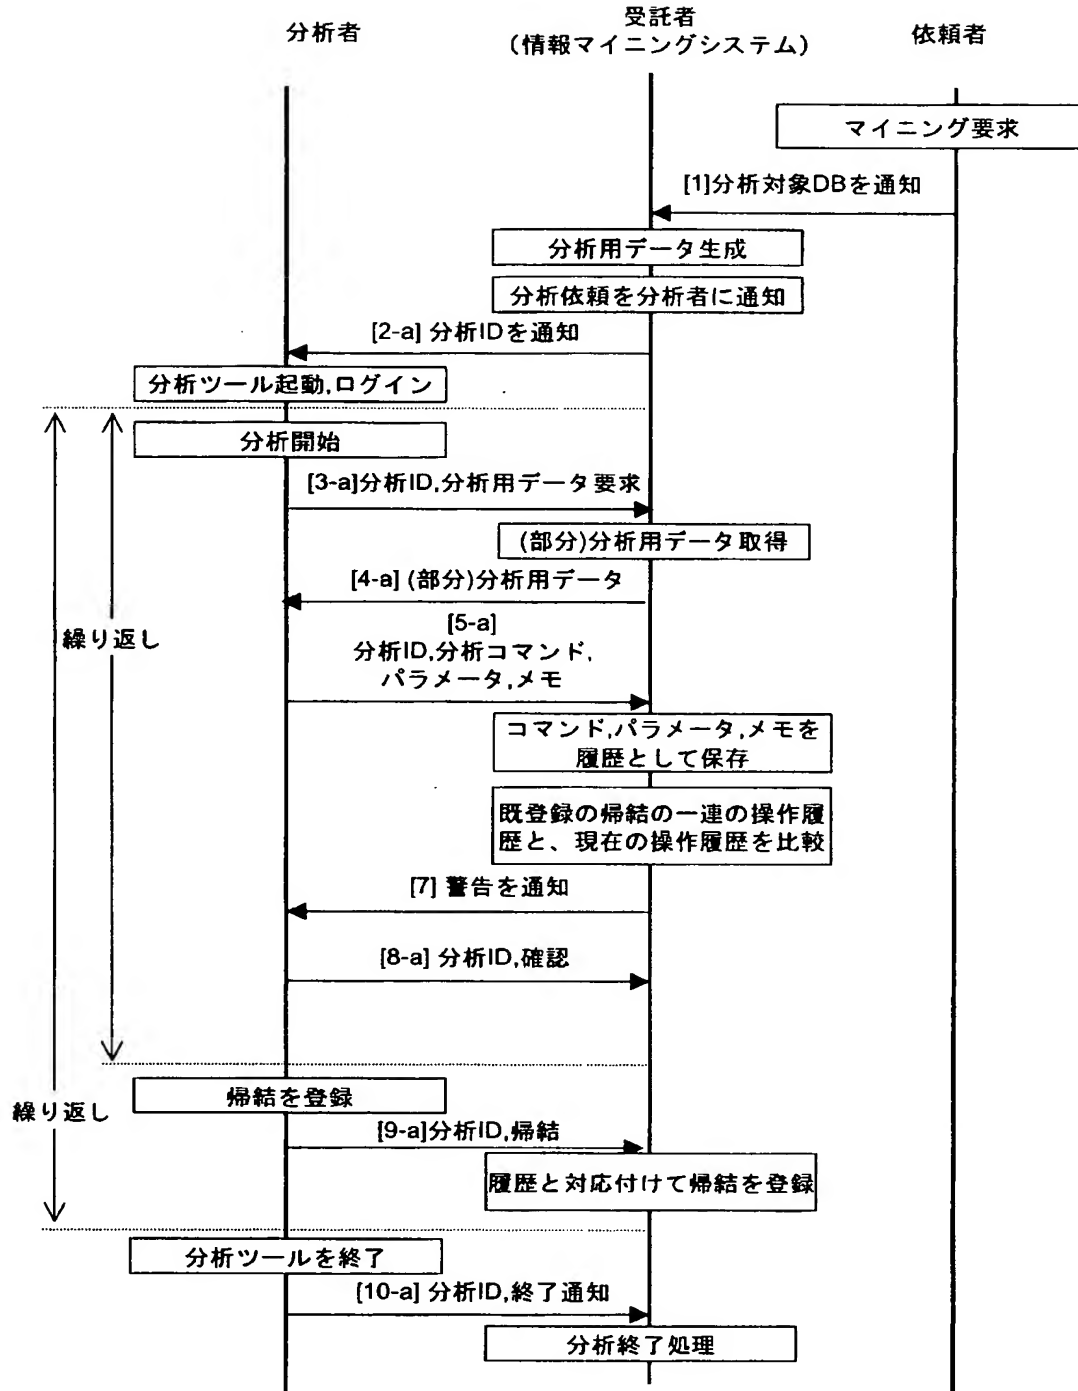 分析者
受託者
（情報マイニングシステム）
依頼者
マイニング要求
[1]分析対象DBを通知
分析用データ生成
分析依頼を分析者に通知
[2-a] 分析IDを通知
分析ツール起動,ログイン
分析開始
[3-a]分析ID,分析用データ要求
(部分)分析用データ取得
[4-a] (部分)分析用データ
[5-a]
分析ID,分析コマンド,
パラメータ,メモ
繰り返し
コマンド,パラメータ,メモを
履歴として保存
既登録の帰結の一連の操作履
歴と、現在の操作履歴を比較
[7] 警告を通知
[8-a] 分析ID,確認
帰結を登録
繰り返し
[9-a]分析ID,帰結
履歴と対応付けて帰結を登録
分析ツールを終了
[10-a] 分析ID,終了通知
分析終了処理